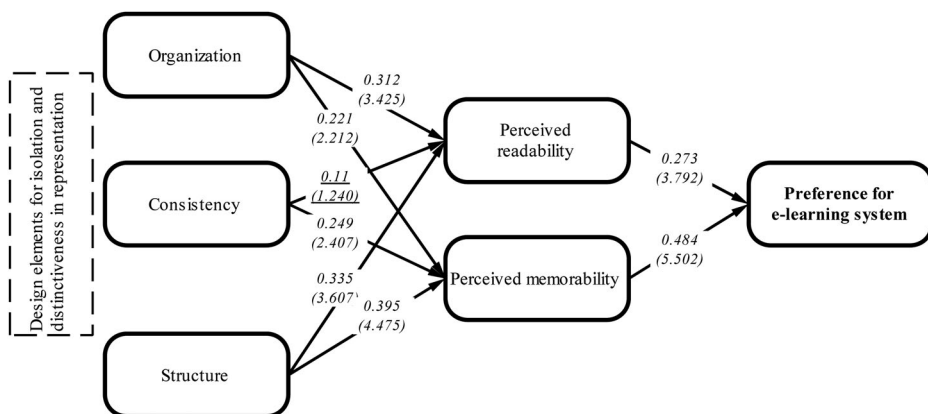 Design elements for isolation and
distinctiveness in representation
Organization
Consistency
Structure
0.312
(3.425)
0.221
(2.212)
0.11
(1.240)
0.249
(2.407)
0.335
(3.607)
0.395
(4.475)
Perceived
readability
Perceived memorability
0.273
(3.792)
0.484
(5.502)
Preference for
e-learning system